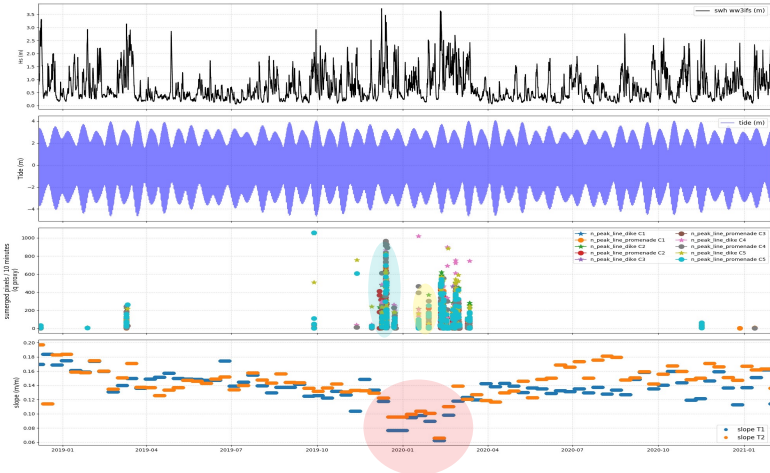 swh ww3ifs (m)
Hs (m)
3.5
3.0
2.5
2.0
1.5
1.0
0.5
0.0
tide (m)
Tide (m)
4
2
0
−2
−4
sumerged pixels / 10 minutes
(q proxy)
1000
800
600
400
200
0
n_peak_line_dike C1
n_peak_line_promenade C1
n_peak_line_dike C2
n_peak_line_promenade C2
n_peak_line_dike C3
n_peak_line_promenade C3
n_peak_line_dike C4
n_peak_line_promenade C4
n_peak_line_dike C5
n_peak_line_promenade C5
slope (m/m)
0.20
0.18
0.16
0.14
0.12
0.10
0.08
0.06
slope T1
slope T2
2019-01
2019-04
2019-07
2019-10
2020-01
2020-04
2020-07
2020-10
2021-01